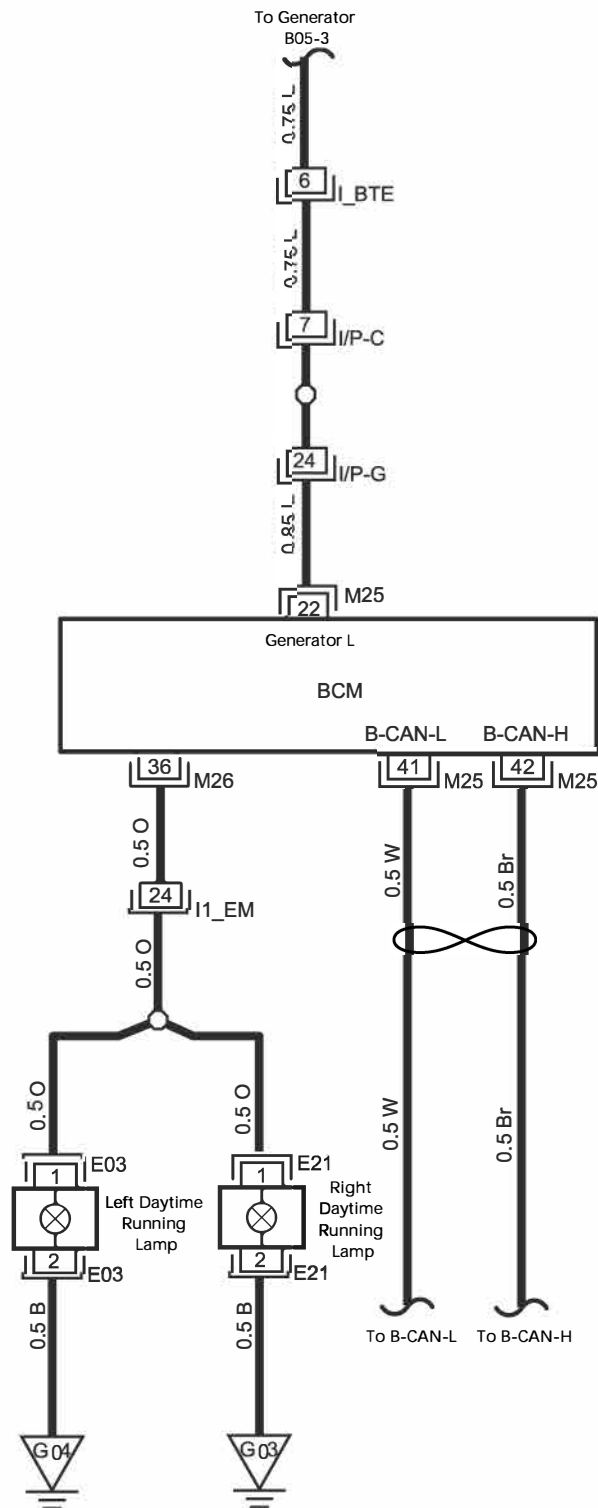 To Generator
B05-3
0.75 L
6
I_BTE
0.75 L
7
I/P-C
24
I/P-G
0.85 L
M25
22
Generator L
BCM
B-CAN-L
B-CAN-H
36
M26
41
M25
42
M25
0.5 O
0.5 W
0.5 Br
24
I1_EM
0.5 O
0.5 O
0.5 O
0.5 W
0.5 Br
1
E03
1
E21
Left Daytime
Running
Lamp
Right
Daytime
Running
Lamp
2
E03
2
E21
0.5 B
0.5 B
To B-CAN-L
To B-CAN-H
G04
G03